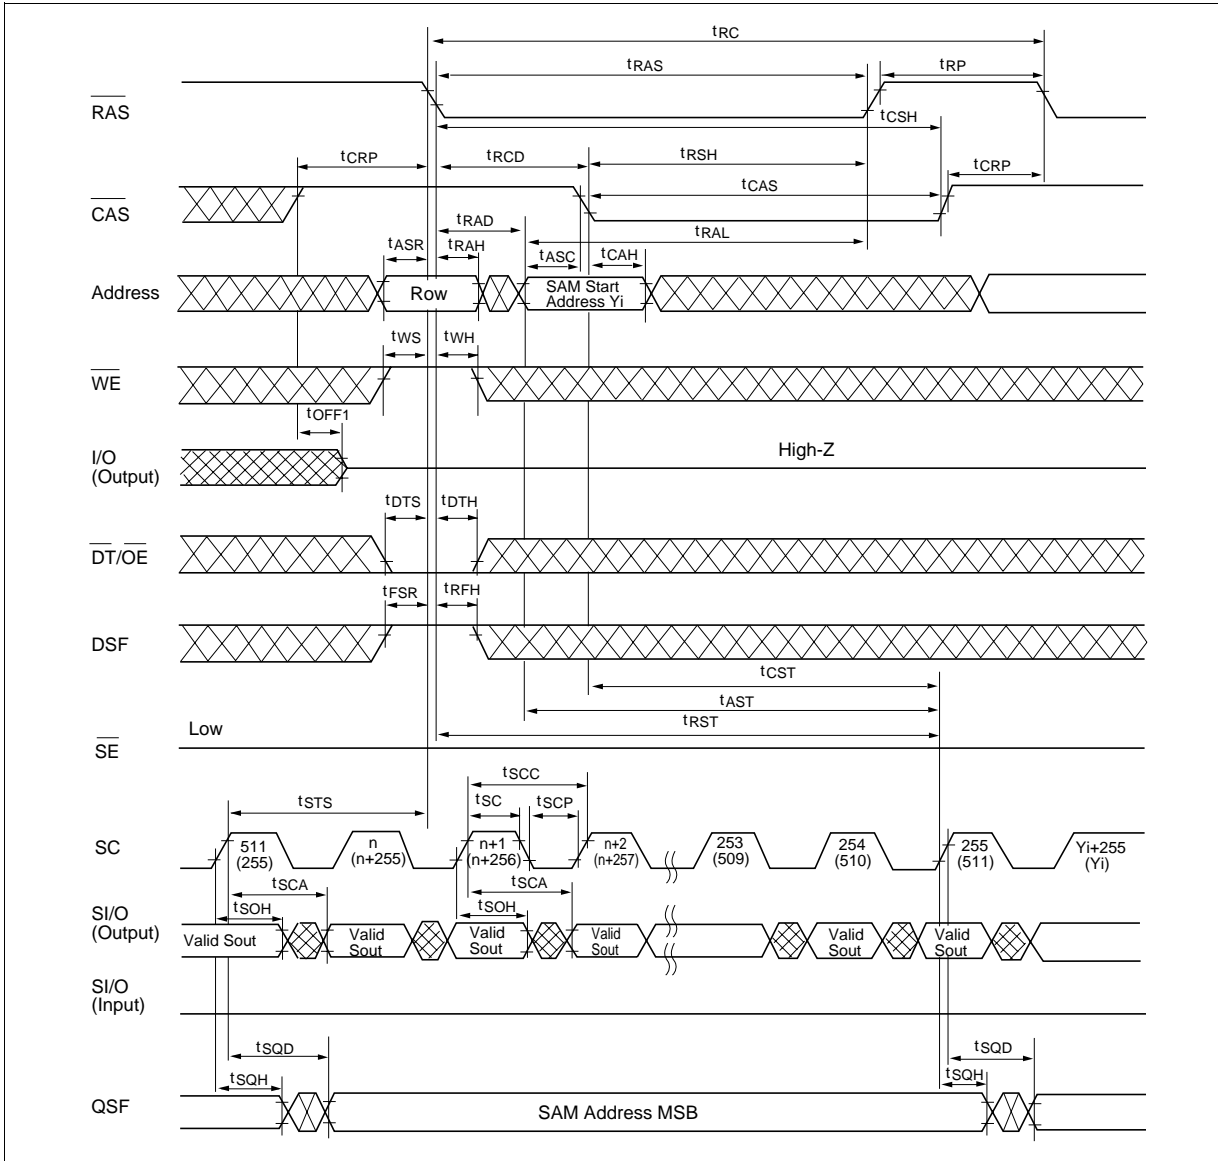 tRC
tRAS
tRP
RAS
tCSH
tCRP
tRCD
tRSH
tCRP
tCAS
CAS
tRAD
tRAL
tASR
tRAH
tASC
tCAH
Address
Row
SAM Start
Address Yi
tWS
tWH
WE
tOFF1
I/O
(Output)
High-Z
tDTS
tDTH
DT/OE
tFSR
tRFH
DSF
tCST
tAST
tRST
Low
SE
tSCC
tSTS
tSC
tSCP
SC
511
(255)
n
(n+255)
n+1
(n+256)
n+2
(n+257)
253
(509)
254
(510)
255
(511)
Yi+255
(Yi)
tSCA
tSCA
tSOH
tSOH
SI/O
(Output)
Valid Sout
Valid
Sout
Valid
Sout
Valid
Sout
Valid
Sout
Valid
Sout
SI/O
(Input)
tSQD
tSQD
tSQH
tSQH
QSF
SAM Address MSB